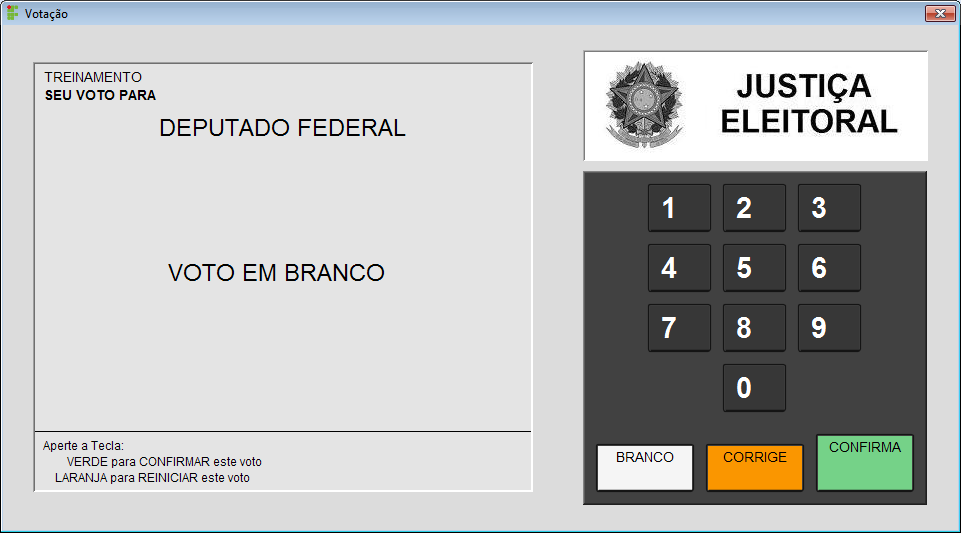 Votação
TREINAMENTO
SEU VOTO PARA
DEPUTADO FEDERAL
VOTO EM BRANCO
Aperte a Tecla:
VERDE para CONFIRMAR este voto
LARANJA para REINICIAR este voto
JUSTIÇA
ELEITORAL
1 2 3
4 5 6
7 8 9
0
BRANCO CORRIGE CONFIRMA